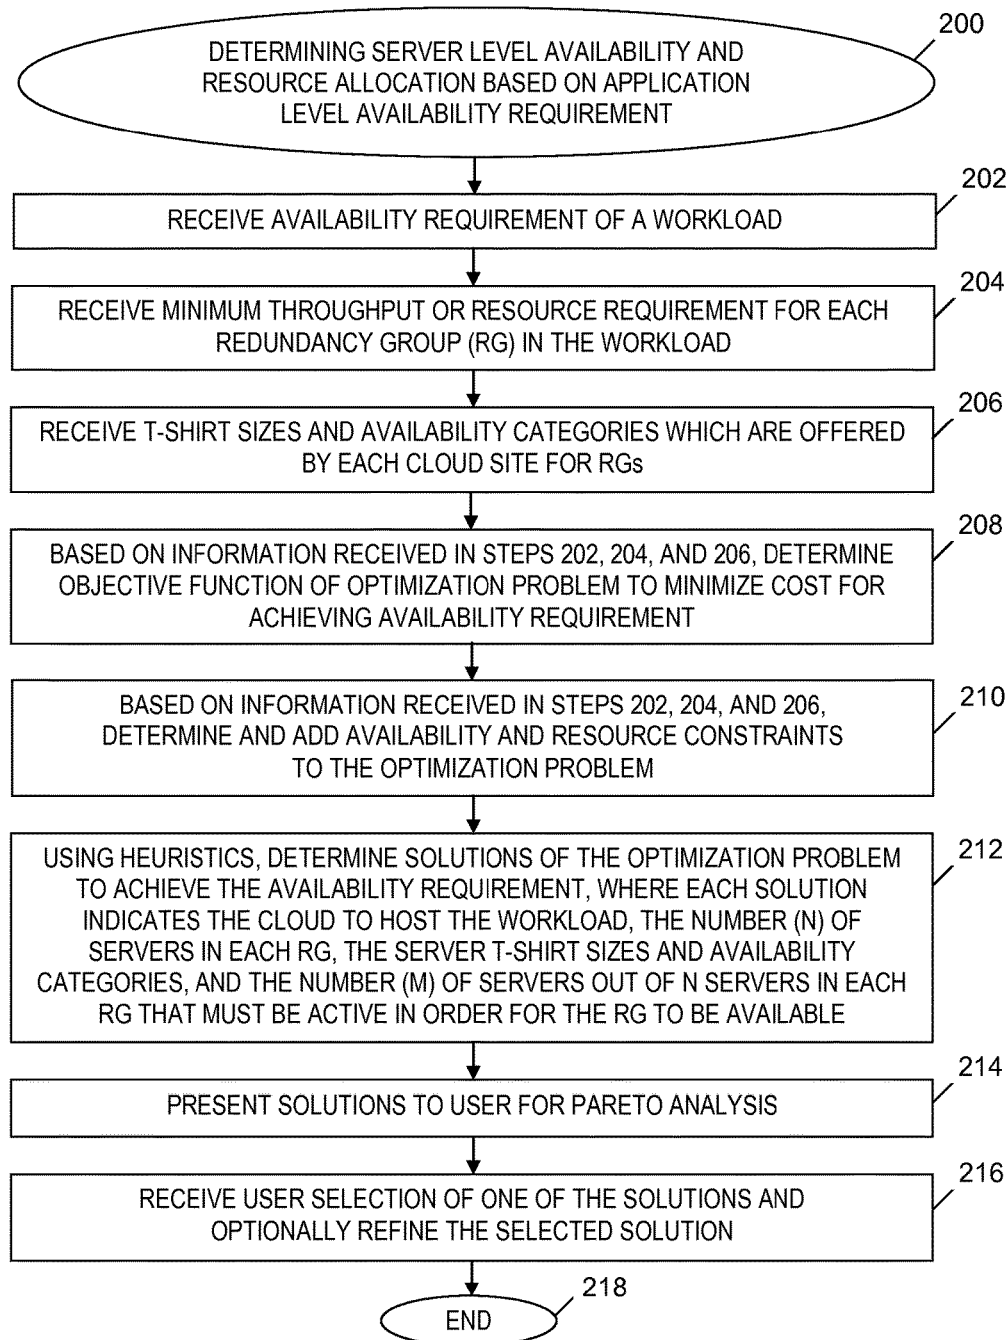 200
DETERMINING SERVER LEVEL AVAILABILITY AND
RESOURCE ALLOCATION BASED ON APPLICATION
LEVEL AVAILABILITY REQUIREMENT
202
RECEIVE AVAILABILITY REQUIREMENT OF A WORKLOAD
204
RECEIVE MINIMUM THROUGHPUT OR RESOURCE REQUIREMENT FOR EACH
REDUNDANCY GROUP (RG) IN THE WORKLOAD
206
RECEIVE T-SHIRT SIZES AND AVAILABILITY CATEGORIES WHICH ARE OFFERED
BY EACH CLOUD SITE FOR RGs
208
BASED ON INFORMATION RECEIVED IN STEPS 202, 204, AND 206, DETERMINE
OBJECTIVE FUNCTION OF OPTIMIZATION PROBLEM TO MINIMIZE COST FOR
ACHIEVING AVAILABILITY REQUIREMENT
210
BASED ON INFORMATION RECEIVED IN STEPS 202, 204, AND 206,
DETERMINE AND ADD AVAILABILITY AND RESOURCE CONSTRAINTS
TO THE OPTIMIZATION PROBLEM
212
USING HEURISTICS, DETERMINE SOLUTIONS OF THE OPTIMIZATION PROBLEM
TO ACHIEVE THE AVAILABILITY REQUIREMENT, WHERE EACH SOLUTION
INDICATES THE CLOUD TO HOST THE WORKLOAD, THE NUMBER (N) OF
SERVERS IN EACH RG, THE SERVER T-SHIRT SIZES AND AVAILABILITY
CATEGORIES, AND THE NUMBER (M) OF SERVERS OUT OF N SERVERS IN EACH
RG THAT MUST BE ACTIVE IN ORDER FOR THE RG TO BE AVAILABLE
214
PRESENT SOLUTIONS TO USER FOR PARETO ANALYSIS
216
RECEIVE USER SELECTION OF ONE OF THE SOLUTIONS AND
OPTIONALLY REFINE THE SELECTED SOLUTION
218
END